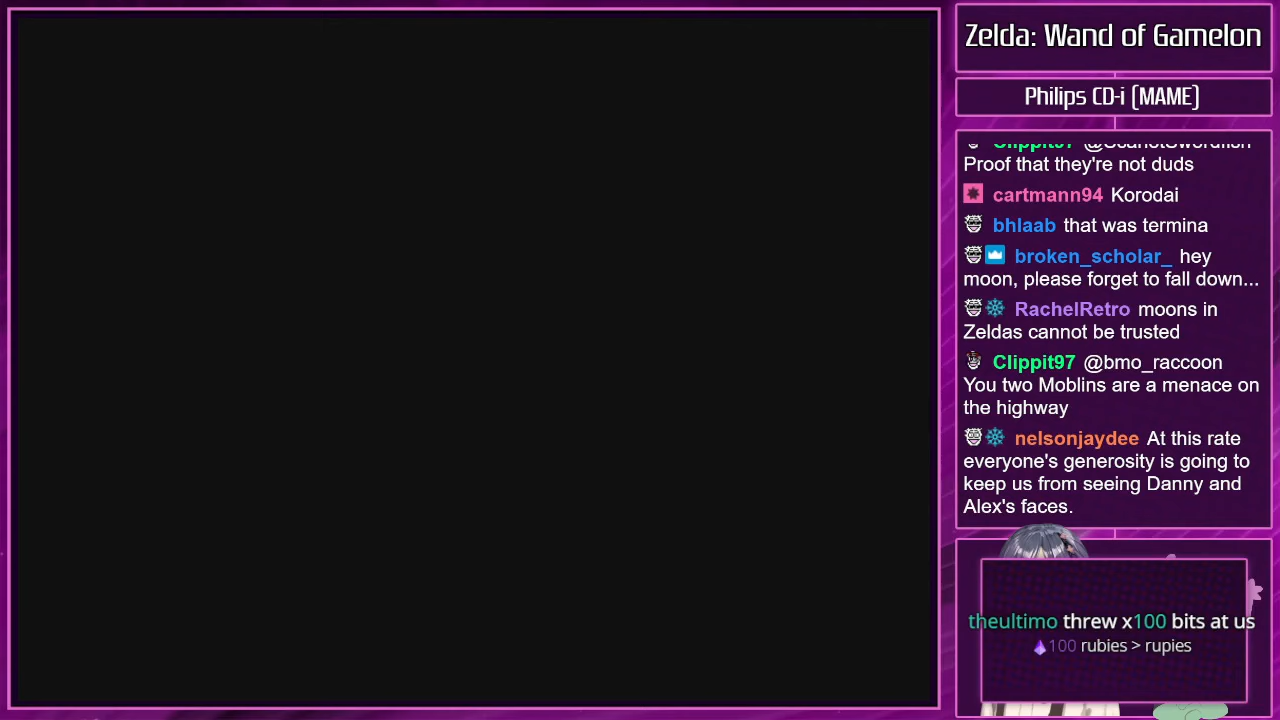 Zelda: Wand of Gamelon
Philips CD-i [MAME]
Clippit97 @ScarletSwordfish
Proof that they're not duds
cartmann94 Korodai
bhlaab that was termina
broken_scholar_ hey
moon, please forget to fall down...
RachelRetro moons in
Zeldas cannot be trusted
Clippit97 @bmo_raccoon
You two Moblins are a menace on
the highway
nelsonjaydee At this rate
everyone's generosity is going to
keep us from seeing Danny and
Alex's faces.
theultimo threw x100 bits at us
100 rubies > rupies